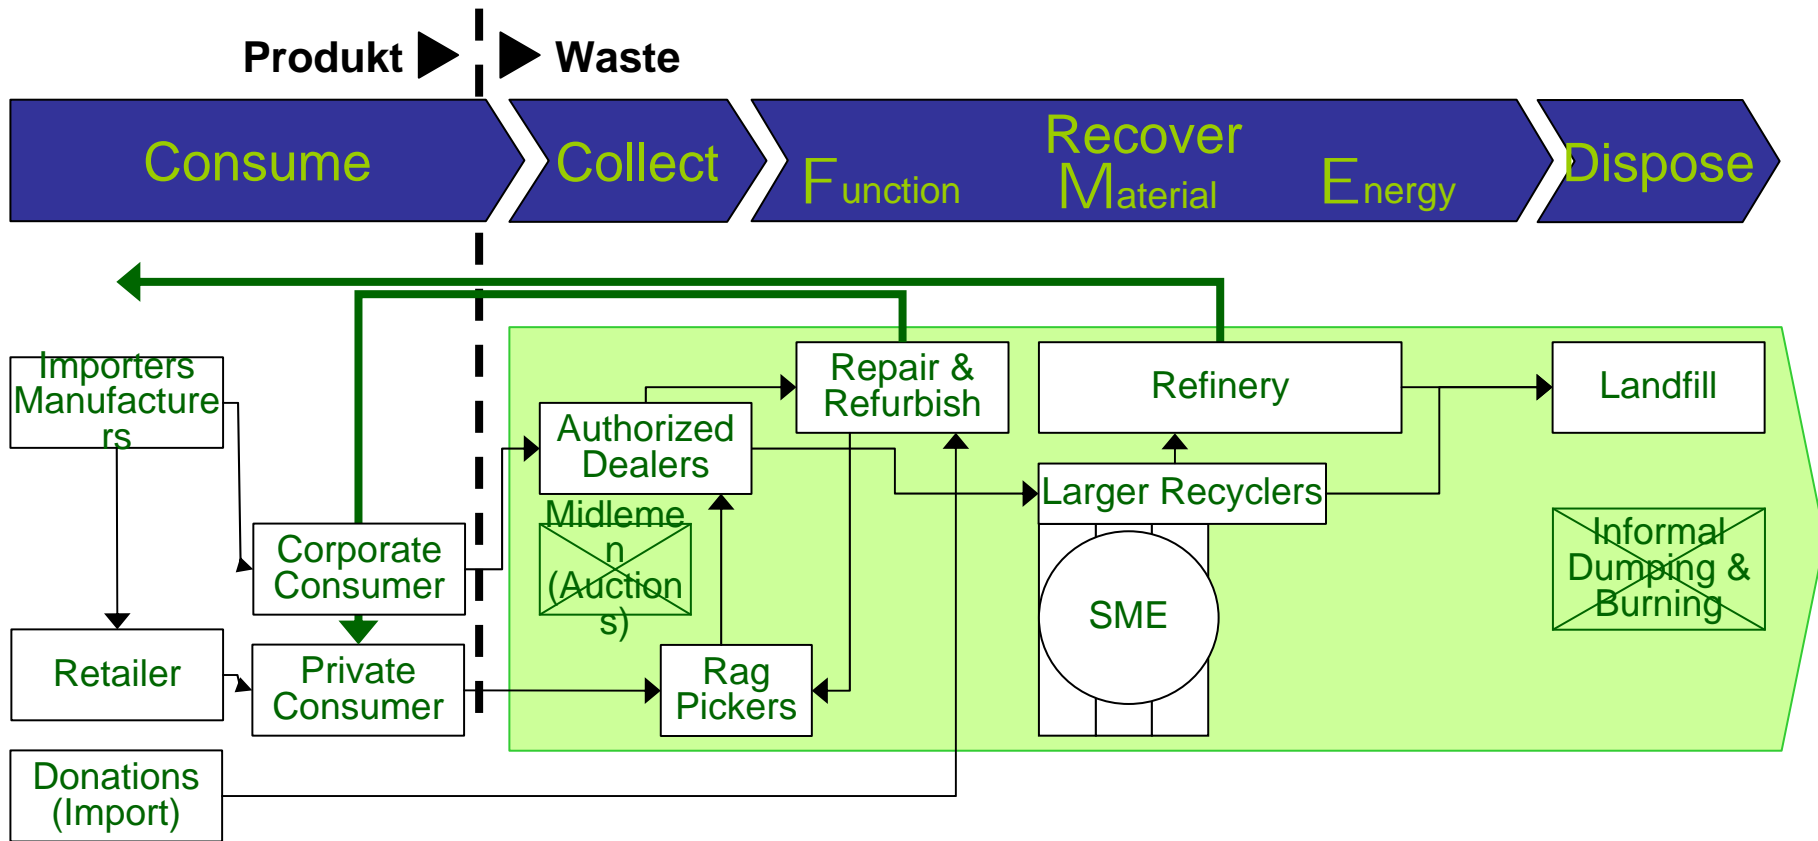 Produkt
Waste
Consume
Collect
Recover
Function
Material
Energy
Dispose
Importers
Manufacture
rs
Repair &
Refurbish
Refinery
Landfill
Authorized
Dealers
Larger Recyclers
Midleme
n
(Auction
s)
Informal
Dumping &
Burning
Corporate
Consumer
SME
Retailer
Private
Consumer
Rag
Pickers
Donations
(Import)